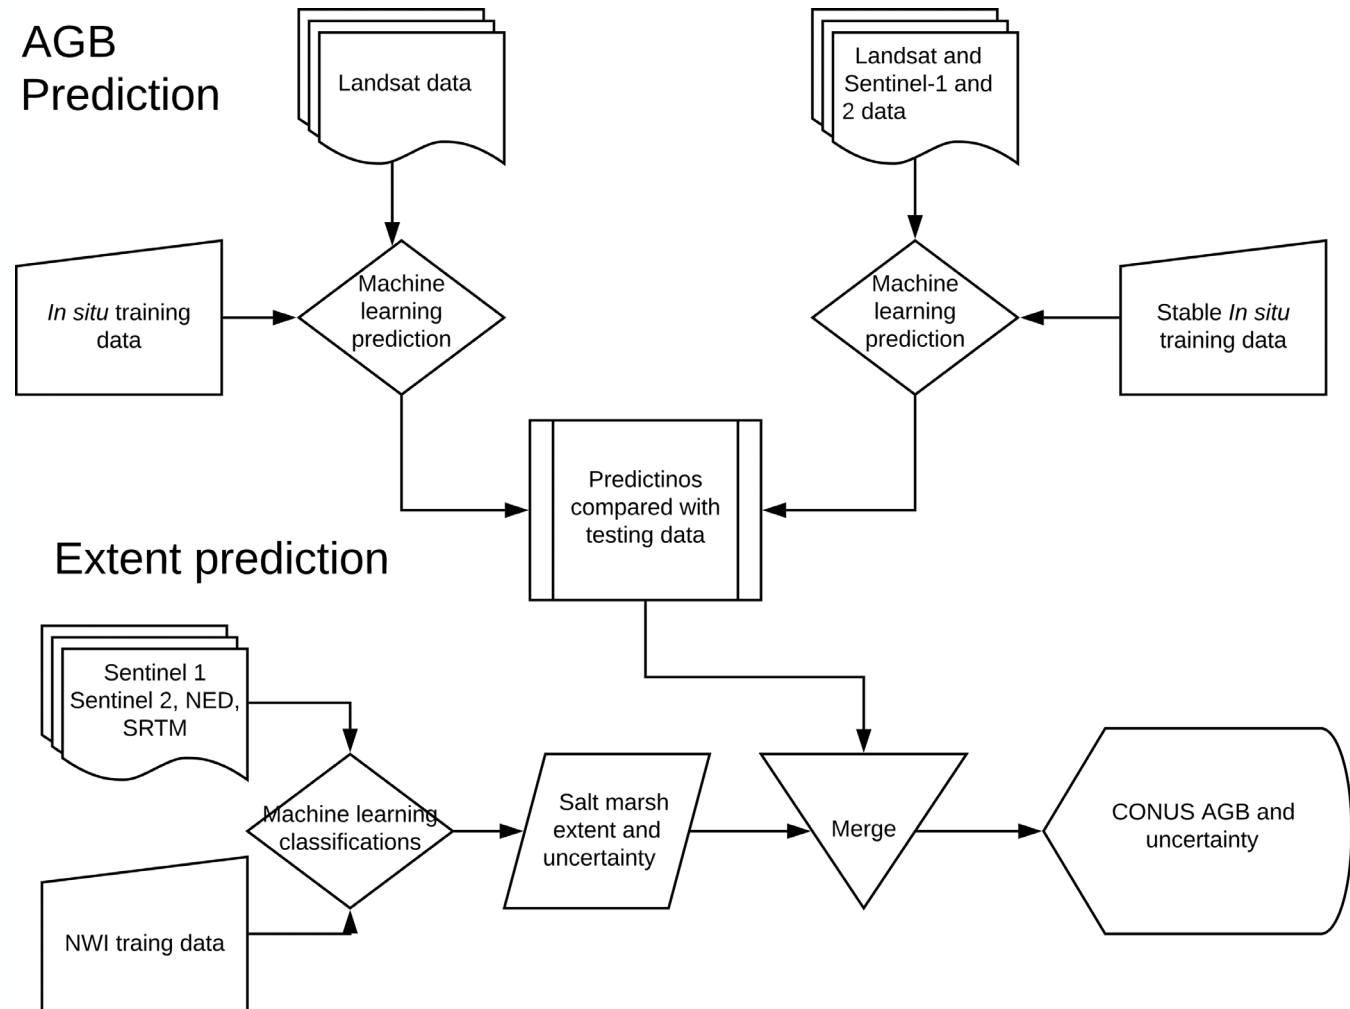 AGB
Prediction
Landsat data
Landsat and
Sentinel-1 and
2 data
In situ training
data
Machine
learning
prediction
Machine
learning
prediction
Stable In situ
training data
Predictinos
compared with
testing data
Extent prediction
Sentinel 1
Sentinel 2, NED,
SRTM
Machine learning
classifications
NWI traing data
Salt marsh
extent and
uncertainty
Merge
CONUS AGB and
uncertainty